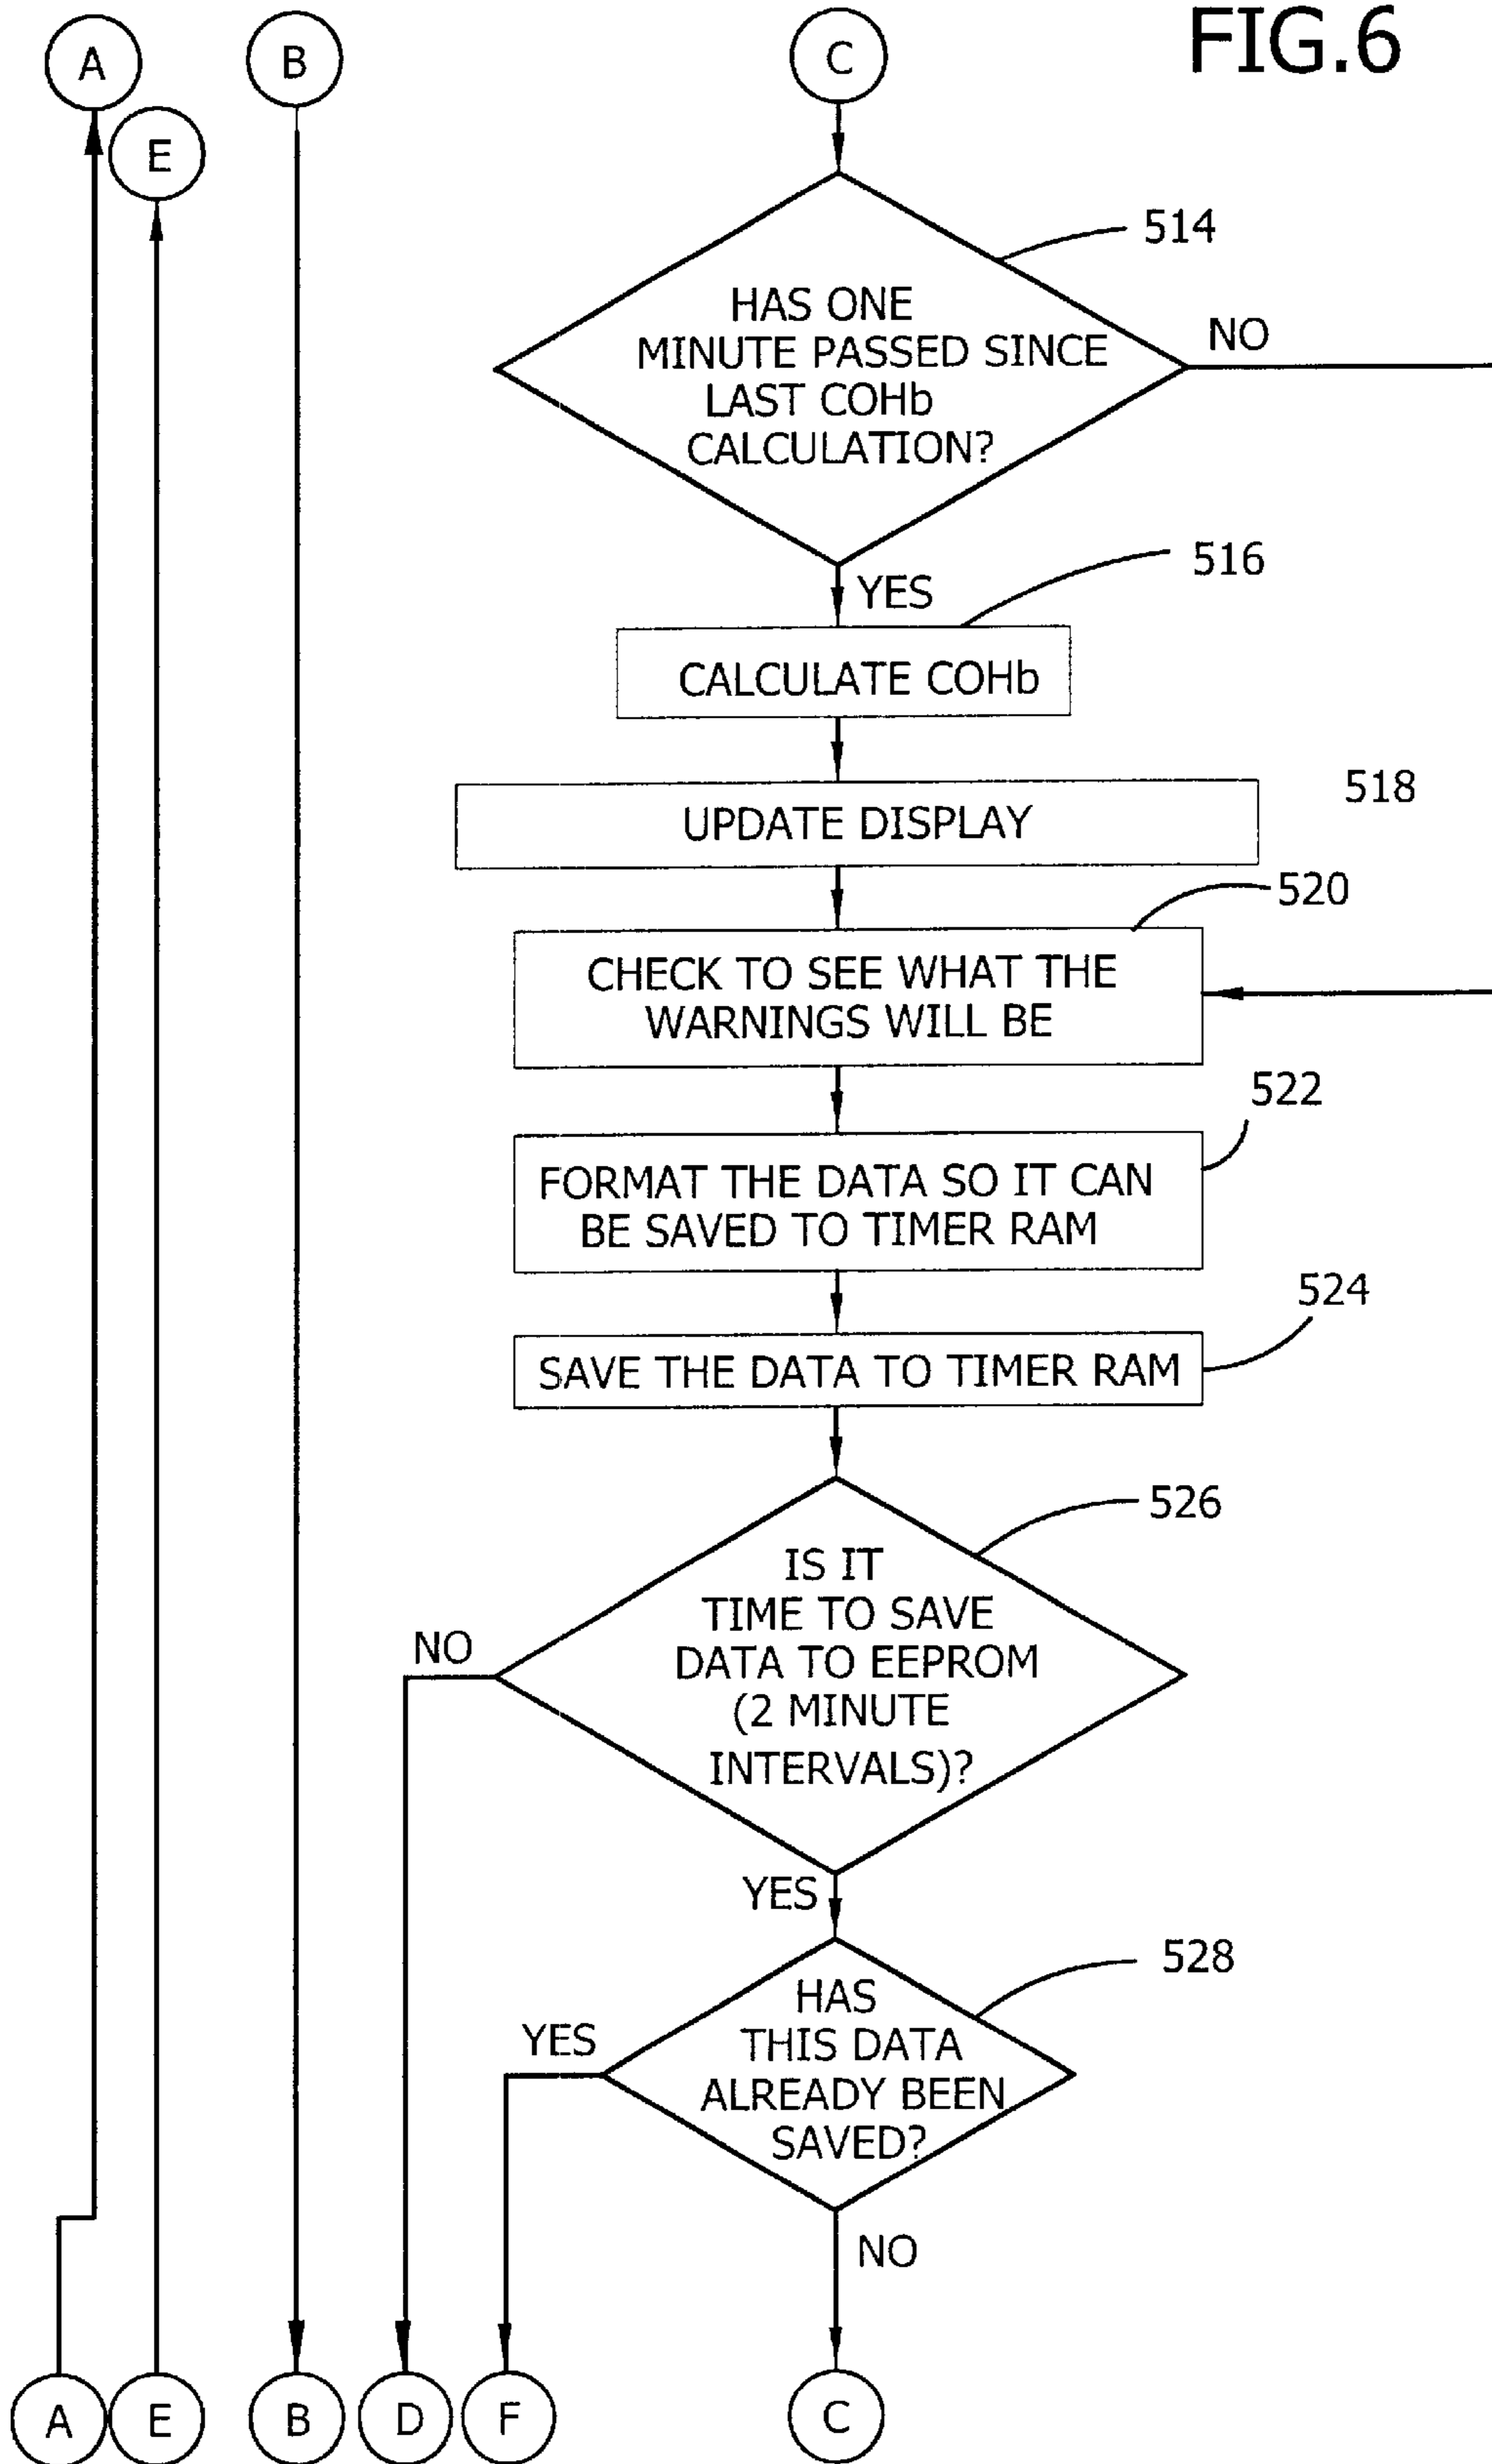 FIG.6
A
B
C
E
514
HAS ONE
MINUTE PASSED SINCE
LAST COHb
CALCULATION?
NO
YES
516
CALCULATE COHb
518
UPDATE DISPLAY
520
CHECK TO SEE WHAT THE
WARNINGS WILL BE
522
FORMAT THE DATA SO IT CAN
BE SAVED TO TIMER RAM
524
SAVE THE DATA TO TIMER RAM
526
IS IT
TIME TO SAVE
DATA TO EEPROM
(2 MINUTE
INTERVALS)?
NO
YES
528
HAS
THIS DATA
ALREADY BEEN
SAVED?
YES
NO
A
E
B
D
F
C